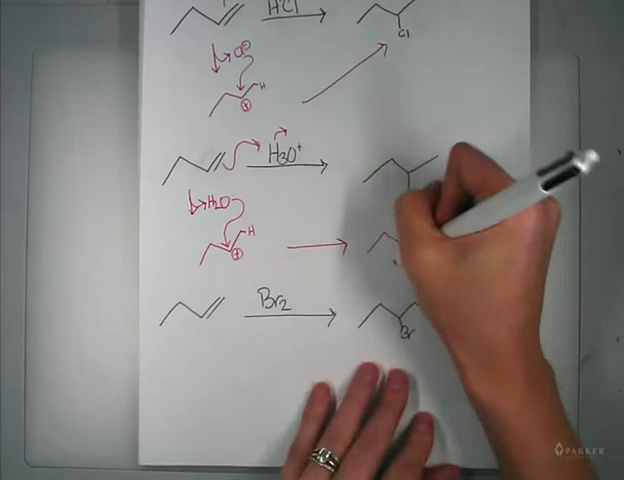 HCl
Cl
H
⊕
H3O+
H2O
H
⊕
Br2
Br
PARKER